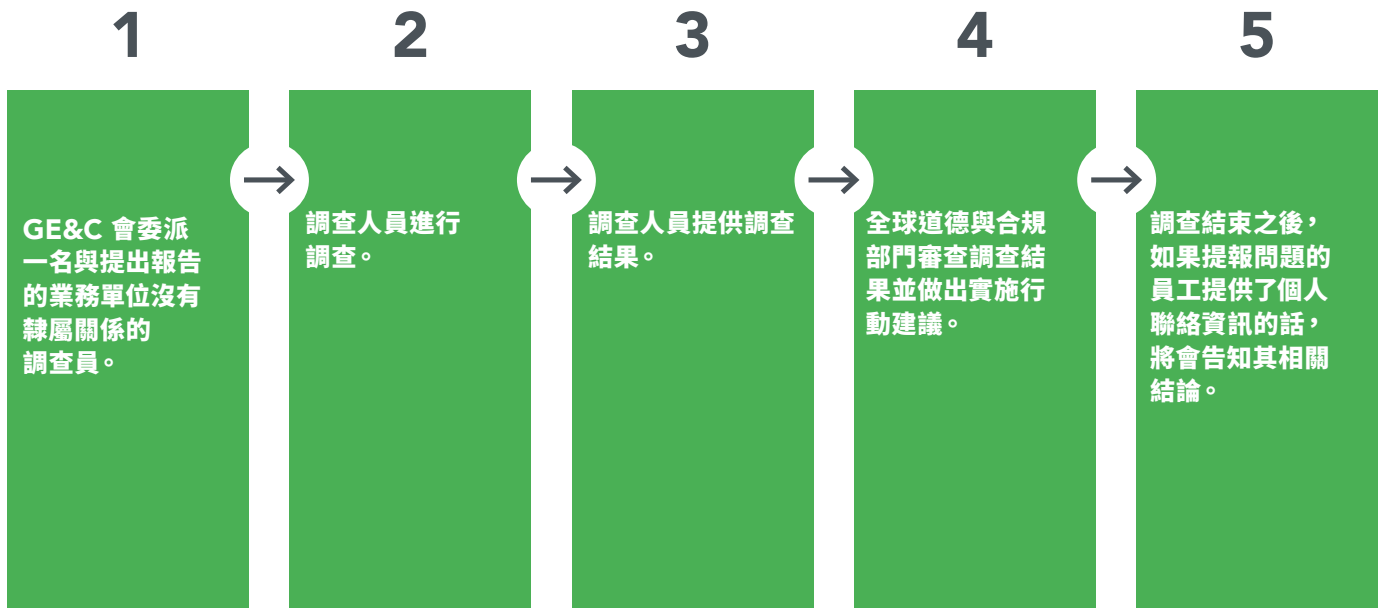 1
GE&C 會委派
一名與提出報告
的業務單位沒有
隸屬關係的
調查員。
2
調查人員進行
調查。
3
調查人員提供調查
結果。
4
全球道德與合規
部門審查調查結
果並做出實施行
動建議。
5
調查結束之後，
如果提報問題的
員工提供了個人
聯絡資訊的話，
將會告知其相關
結論。